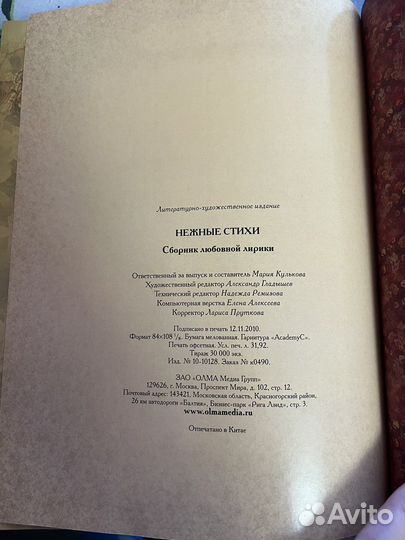 Литературно-художественное издание
НЕЖНЫЕ СТИХИ
Сборник любовной лирики
Ответственный за выпуск и составитель Мария Кулькова
Художественный редактор Александр Гладышев
Технический редактор Надежда Ремизова
Компьютерная верстка Елена Алексеева
Корректор Лариса Пруткова
Подписано в печать 12.11.2010.
Формат 84×108 ⅛. Бумага мелованная. Гарнитура «AcademyC».
Печать офсетная. Усл. печ. л. 31,92.
Тираж 30 000 экз.
Изд. № 10-10128. Заказ № к0490.
ЗАО «ОЛМА Медиа Групп»
129626, г. Москва, Проспект Мира, д. 102, стр. 12.
Почтовый адрес: 143421, Московская область, Красногорский район,
26 км автодороги «Балтия», Бизнес-парк «Рига Лэнд», стр. 3.
www.olmamedia.ru
Отпечатано в Китае
Avito